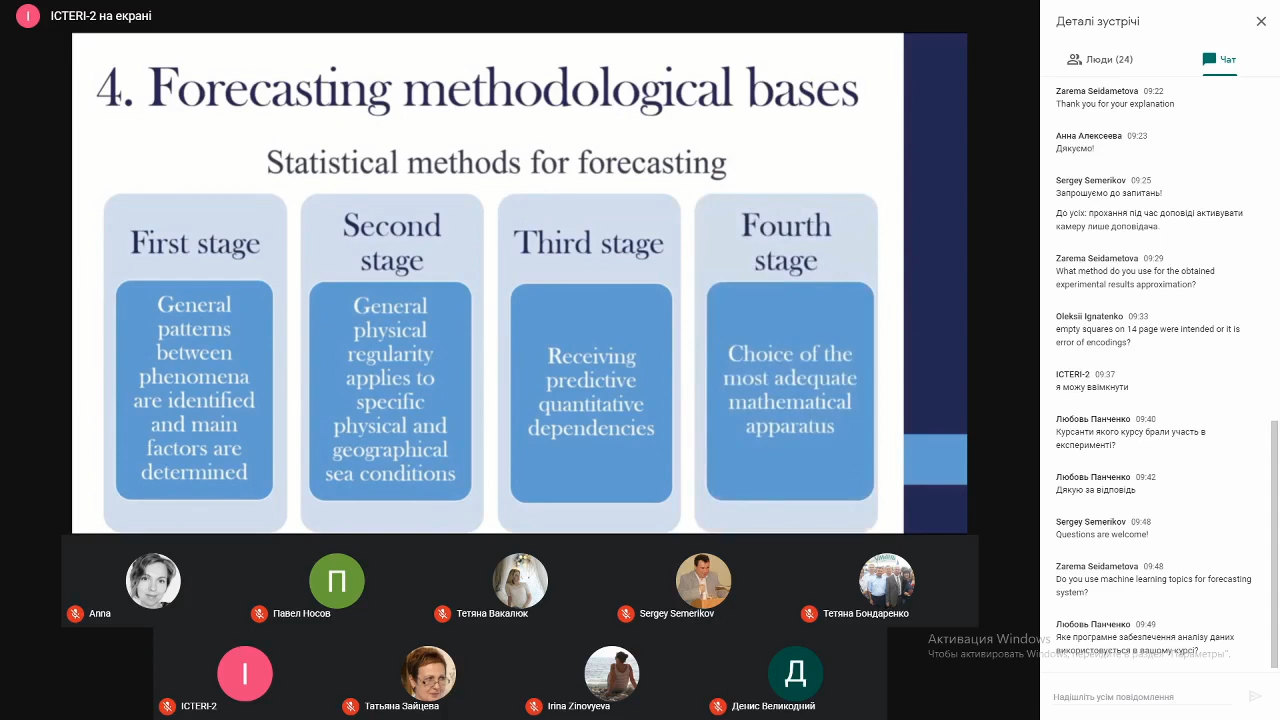 I
ICTERI-2 на екрані
4. Forecasting methodological bases
Statistical methods for forecasting
First stage
General
patterns
between
phenomena
are identified
and main
factors are
determined
Second
stage
General
physical
regularity
applies to
specific
physical and
geographical
sea conditions
Third stage
Receiving
predictive
quantitative
dependencies
Fourth
stage
Choice of the
most adequate
mathematical
apparatus
Anna
П
Павел Носов
Тетяна Вакалюк
Sergey Semerikov
Тетяна Бондаренко
I
ICTERI-2
Татьяна Зайцева
Irina Zinovyeva
Д
Денис Великодний
Деталі зустрічі
Люди (24)
Чат
Zarema Seidametova 09:22
Thank you for your explanation
Анна Алексеева 09:23
Дякуємо!
Sergey Semerikov 09:25
Запрошуємо до запитань!
До усіх: прохання під час доповіді активувати
камеру лише доповідача.
Zarema Seidametova 09:29
What method do you use for the obtained
experimental results approximation?
Oleksii Ignatenko 09:33
empty squares on 14 page were intended or it is
error of encodings?
ICTERI-2 09:37
я можу ввімкнути
Любовь Панченко 09:40
Курсанти якого курсу брали участь в
експерименті?
Любовь Панченко 09:42
Дякую за відповідь
Sergey Semerikov 09:48
Questions are welcome!
Zarema Seidametova 09:48
Do you use machine learning topics for forecasting
system?
Любовь Панченко 09:49
Яке програмне забезпечення аналізу даних
використовується в вашому курсі?
Активация Windows
Чтобы активировать Windows, перейдите в раздел "Параметры".
Надішліть усім повідомлення